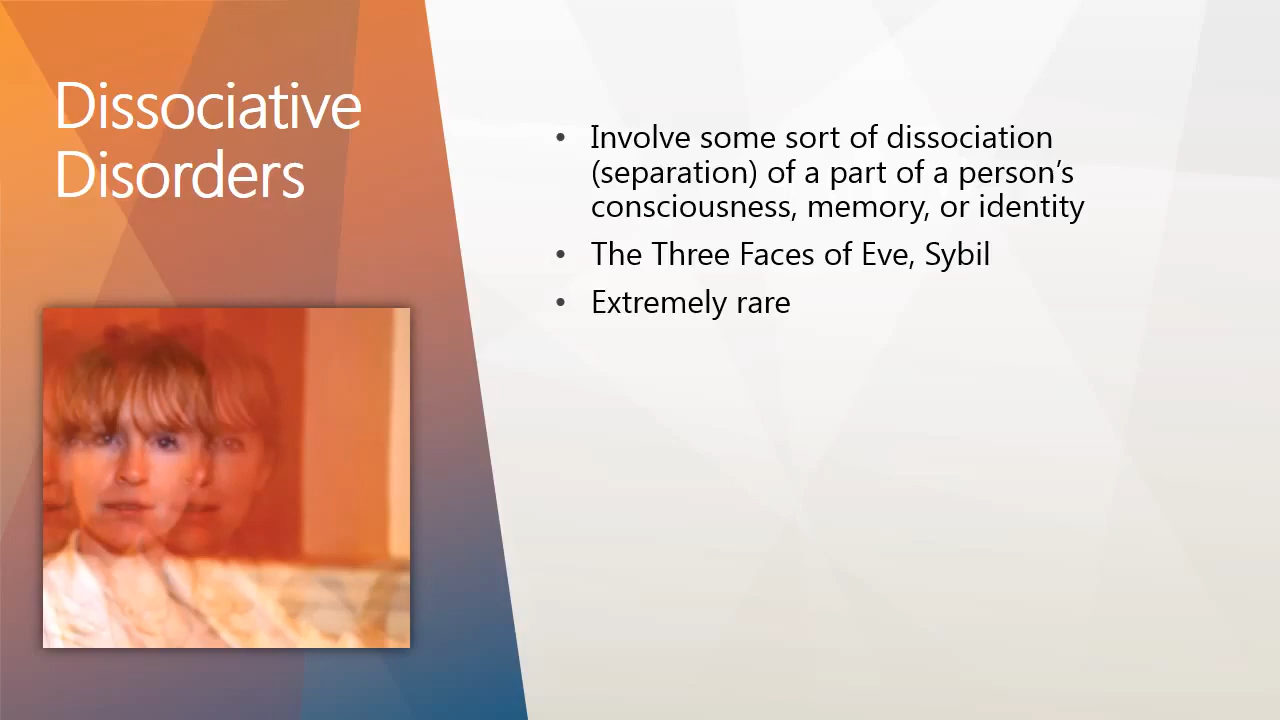 Dissociative
Disorders
• Involve some sort of dissociation
(separation) of a part of a person’s
consciousness, memory, or identity
• The Three Faces of Eve, Sybil
• Extremely rare